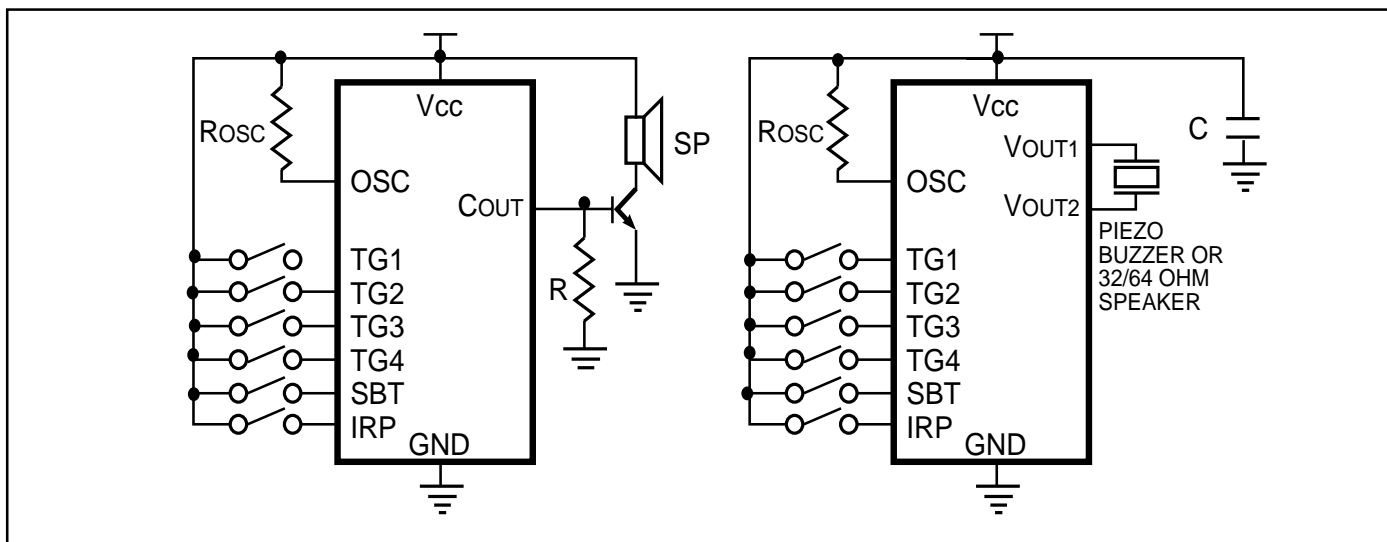 Vcc
ROSC
OSC
SP
COUT
TG1
R
TG2
TG3
TG4
SBT
IRP
GND
Vcc
ROSC
C
VOUT1
OSC
VOUT2
PIEZO
BUZZER OR
32/64 OHM
SPEAKER
TG1
TG2
TG3
TG4
SBT
IRP
GND